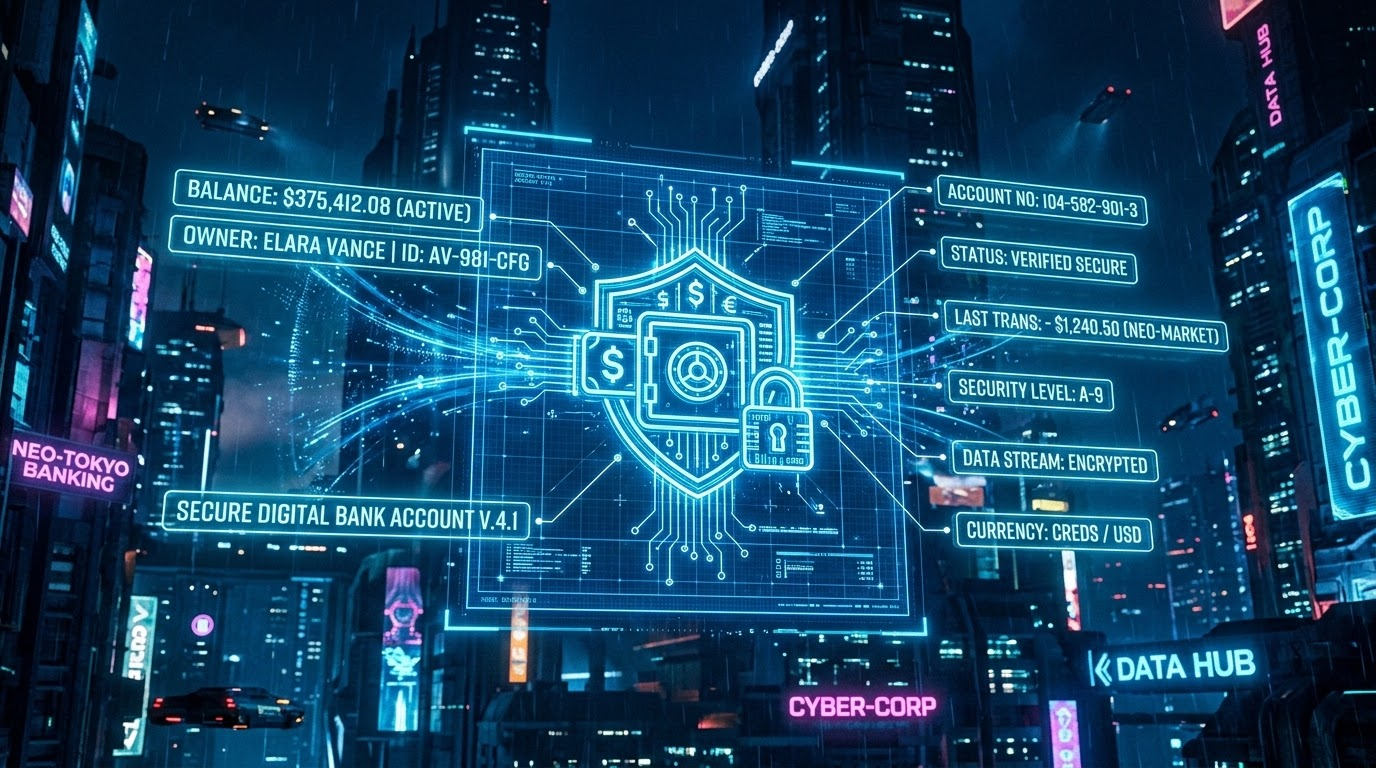 DATA HUB
BALANCE: $375,412.08 (ACTIVE)
OWNER: ELARA VANCE | ID: AV-981-CFG
ACCOUNT NO: 104-582-901-3
STATUS: VERIFIED SECURE
LAST TRANS: - $1,240.50 (NEO-MARKET)
SECURITY LEVEL: A-9
DATA STREAM: ENCRYPTED
CURRENCY: CREDS / USD
$ $ €
$
NEO-TOKYO
BANKING
SECURE DIGITAL BANK ACCOUNT V.4.1
CYBER-CORP
DATA HUB
CYBER-CORP